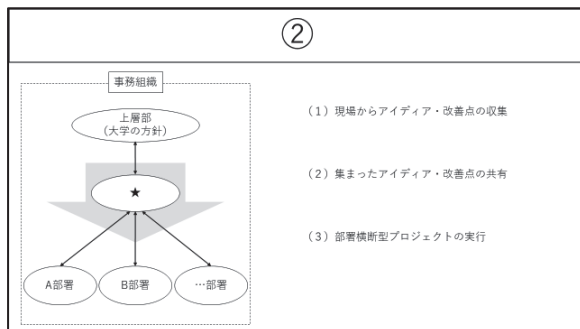 ②
事務組織
上層部
(大学の方針)
★
A部署
B部署
…部署
(1)現場からアイディア・改善点の収集
(2)集まったアイディア・改善点の共有
(3)部署横断型プロジェクトの実行